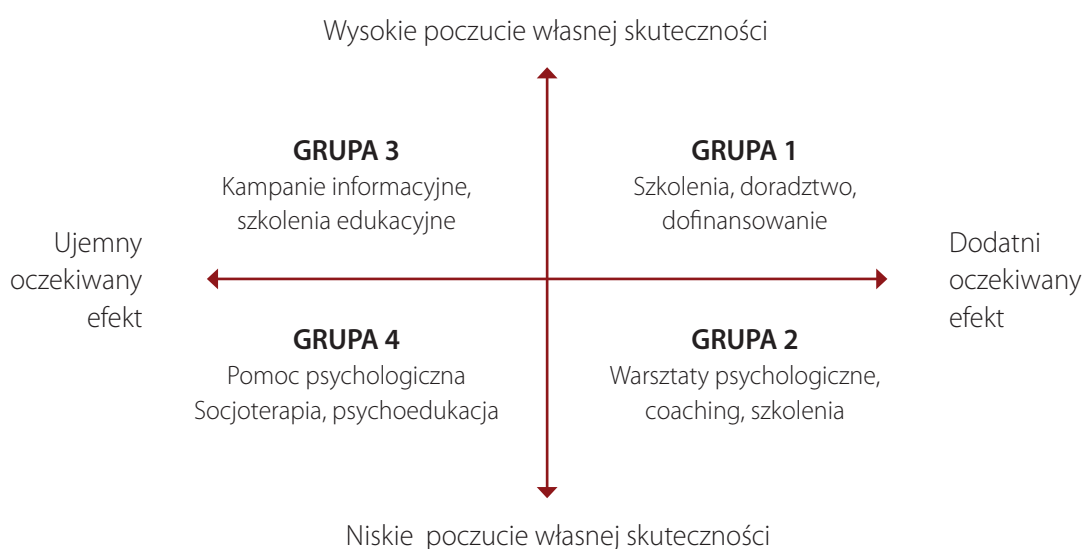 Wysokie poczucie własnej skuteczności
GRUPA 3
Kampanie informacyjne,
szkolenia edukacyjne
GRUPA 1
Szkolenia, doradztwo,
dofinansowanie
Ujemny
oczekiwany
efekt
Dodatni
oczekiwany
efekt
GRUPA 4
Pomoc psychologiczna
Socjoterapia, psychoedukacja
GRUPA 2
Warsztaty psychologiczne,
coaching, szkolenia
Niskie poczucie własnej skuteczności